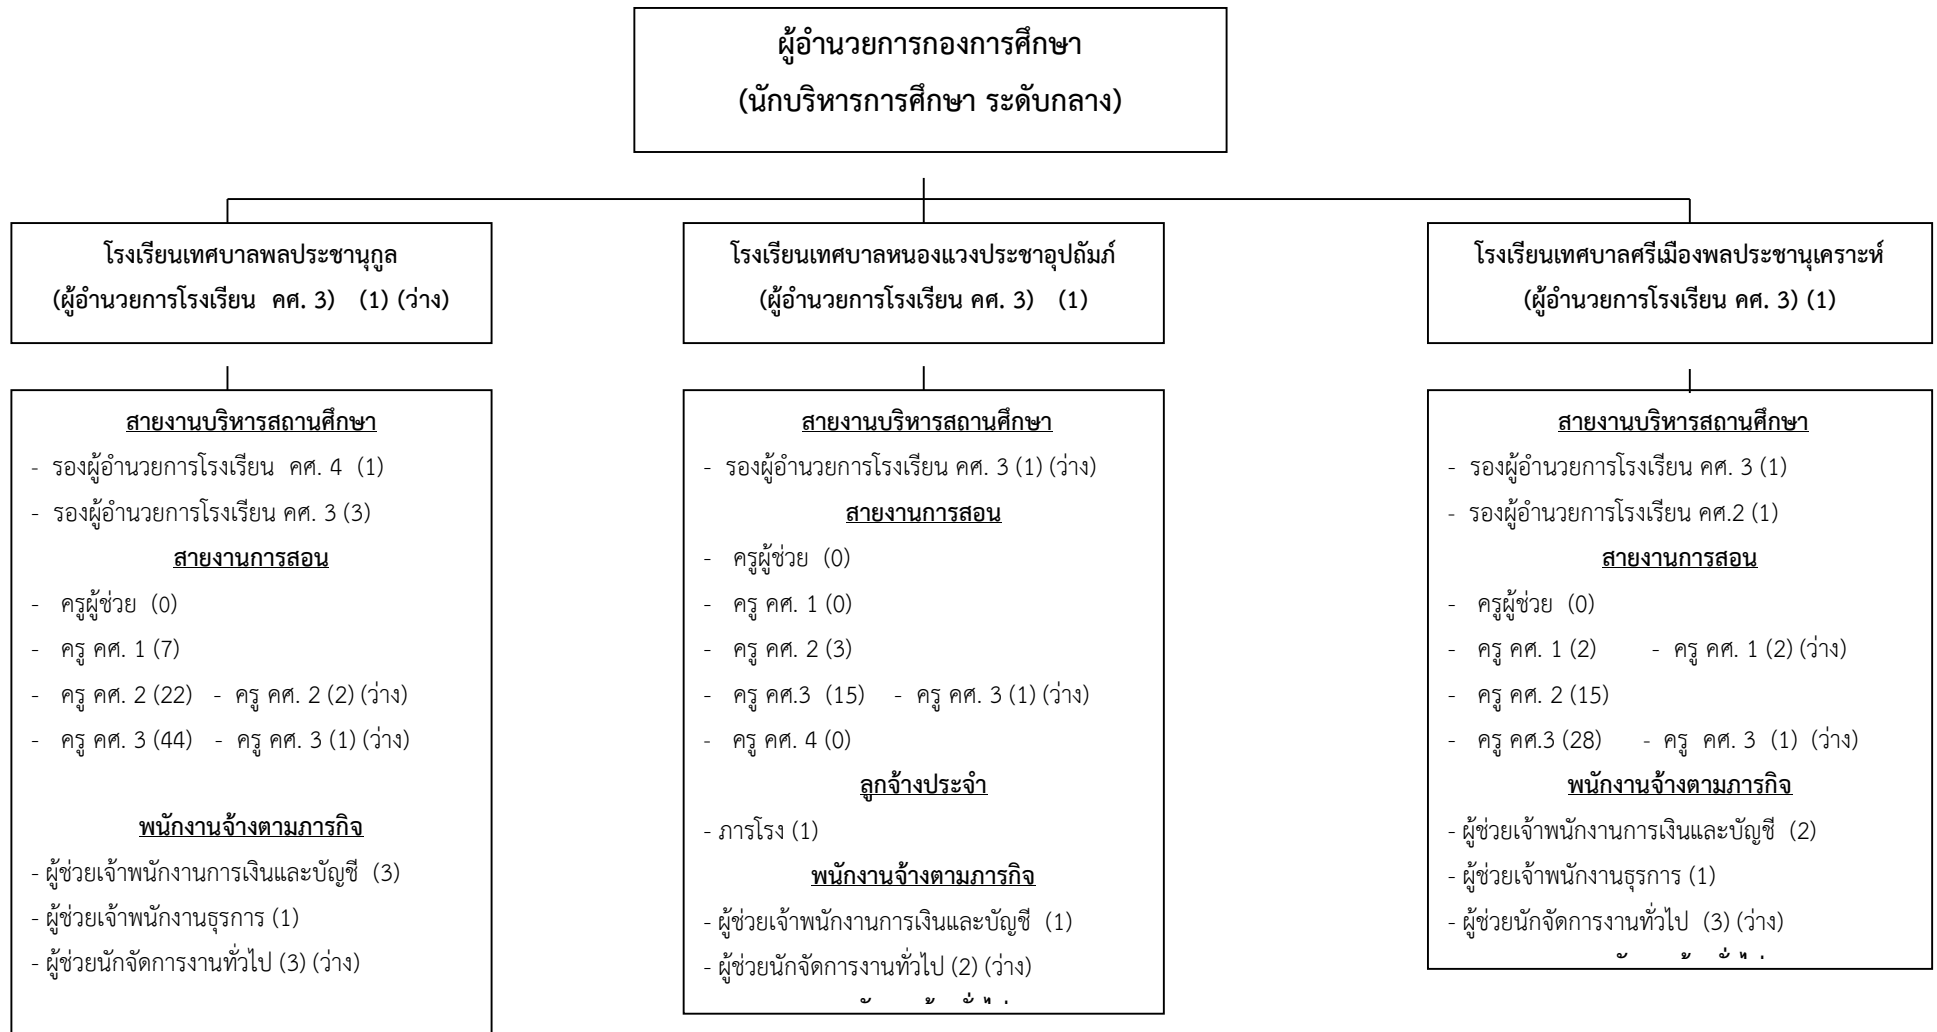 ผู้อำนวยการกองการศึกษา
(นักบริหารการศึกษา ระดับกลาง)
โรงเรียนเทศบาลพลประชานุกูล
(ผู้อำนวยการโรงเรียน คศ. 3) (1) (ว่าง)
สายงานบริหารสถานศึกษา
- รองผู้อำนวยการโรงเรียน คศ. 4 (1)
- รองผู้อำนวยการโรงเรียน คศ. 3 (3)
สายงานการสอน
- ครูผู้ช่วย (0)
- ครู คศ. 1 (7)
- ครู คศ. 2 (22) - ครู คศ. 2 (2) (ว่าง)
- ครู คศ. 3 (44) - ครู คศ. 3 (1) (ว่าง)
พนักงานจ้างตามภารกิจ
- ผู้ช่วยเจ้าพนักงานการเงินและบัญชี (3)
- ผู้ช่วยเจ้าพนักงานธุรการ (1)
- ผู้ช่วยนักจัดการงานทั่วไป (3) (ว่าง)
โรงเรียนเทศบาลหนองแวงประชาอุปถัมภ์
(ผู้อำนวยการโรงเรียน คศ. 3) (1)
สายงานบริหารสถานศึกษา
- รองผู้อำนวยการโรงเรียน คศ. 3 (1) (ว่าง)
สายงานการสอน
- ครูผู้ช่วย (0)
- ครู คศ. 1 (0)
- ครู คศ. 2 (3)
- ครู คศ.3 (15) - ครู คศ. 3 (1) (ว่าง)
- ครู คศ. 4 (0)
ลูกจ้างประจำ
- ภารโรง (1)
พนักงานจ้างตามภารกิจ
- ผู้ช่วยเจ้าพนักงานการเงินและบัญชี (1)
- ผู้ช่วยนักจัดการงานทั่วไป (2) (ว่าง)
โรงเรียนเทศบาลศรีเมืองพลประชานุเคราะห์
(ผู้อำนวยการโรงเรียน คศ. 3) (1)
สายงานบริหารสถานศึกษา
- รองผู้อำนวยการโรงเรียน คศ. 3 (1)
- รองผู้อำนวยการโรงเรียน คศ.2 (1)
สายงานการสอน
- ครูผู้ช่วย (0)
- ครู คศ. 1 (2) - ครู คศ. 1 (2) (ว่าง)
- ครู คศ. 2 (15)
- ครู คศ.3 (28) - ครู คศ. 3 (1) (ว่าง)
พนักงานจ้างตามภารกิจ
- ผู้ช่วยเจ้าพนักงานการเงินและบัญชี (2)
- ผู้ช่วยเจ้าพนักงานธุรการ (1)
- ผู้ช่วยนักจัดการงานทั่วไป (3) (ว่าง)